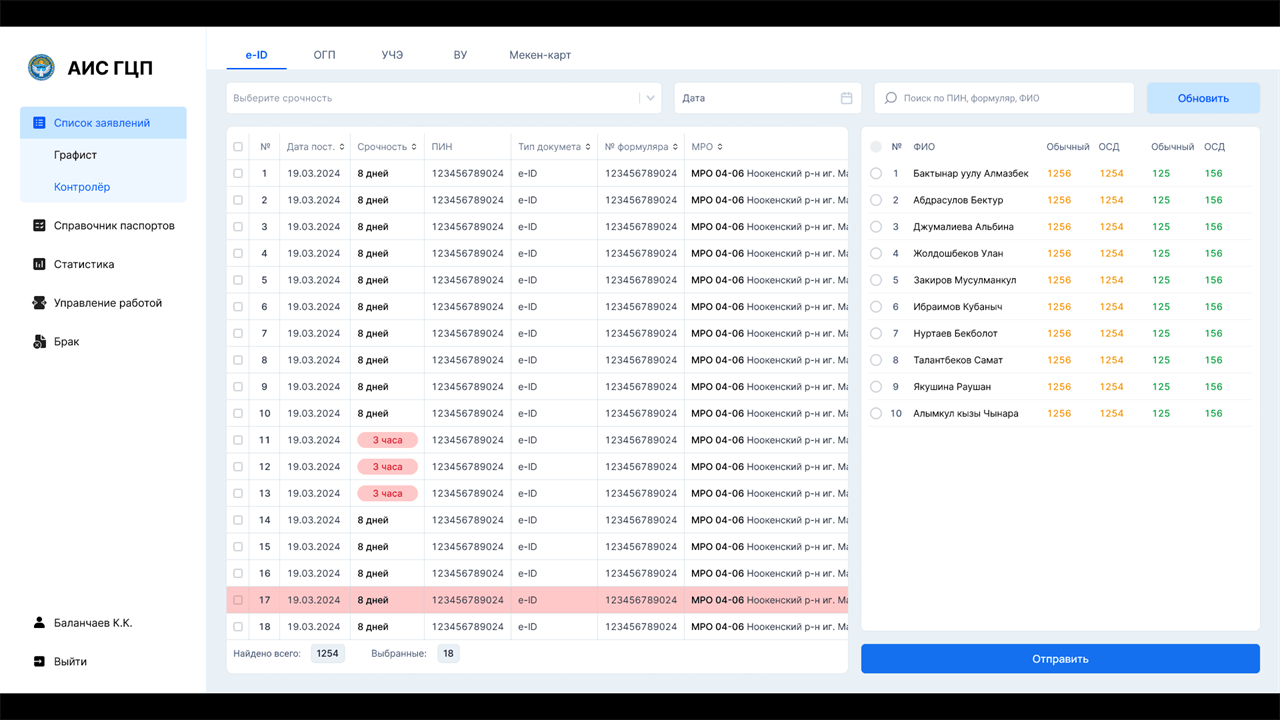 АИС ГЦП
Список заявлений
Графист
Контролёр
Справочник паспортов
Статистика
Управление работой
Брак
Баланчаев К.К.
Выйти
e-ID ОГП УЧЭ ВУ Мекен-карт
Выберите срочность Дата Поиск по ПИН, формуляр, ФИО Обновить
№ Дата пост. Срочность ПИН Тип докумета № формуляра МРО
1 19.03.2024 8 дней 123456789024 e-ID 123456789024 МРО 04-06 Ноокенский р-н иг. Ма
2 19.03.2024 8 дней 123456789024 e-ID 123456789024 МРО 04-06 Ноокенский р-н иг. Ма
3 19.03.2024 8 дней 123456789024 e-ID 123456789024 МРО 04-06 Ноокенский р-н иг. Ма
4 19.03.2024 8 дней 123456789024 e-ID 123456789024 МРО 04-06 Ноокенский р-н иг. Ма
5 19.03.2024 8 дней 123456789024 e-ID 123456789024 МРО 04-06 Ноокенский р-н иг. Ма
6 19.03.2024 8 дней 123456789024 e-ID 123456789024 МРО 04-06 Ноокенский р-н иг. Ма
7 19.03.2024 8 дней 123456789024 e-ID 123456789024 МРО 04-06 Ноокенский р-н иг. Ма
8 19.03.2024 8 дней 123456789024 e-ID 123456789024 МРО 04-06 Ноокенский р-н иг. Ма
9 19.03.2024 8 дней 123456789024 e-ID 123456789024 МРО 04-06 Ноокенский р-н иг. Ма
10 19.03.2024 8 дней 123456789024 e-ID 123456789024 МРО 04-06 Ноокенский р-н иг. Ма
11 19.03.2024 3 часа 123456789024 e-ID 123456789024 МРО 04-06 Ноокенский р-н иг. Ма
12 19.03.2024 3 часа 123456789024 e-ID 123456789024 МРО 04-06 Ноокенский р-н иг. Ма
13 19.03.2024 3 часа 123456789024 e-ID 123456789024 МРО 04-06 Ноокенский р-н иг. Ма
14 19.03.2024 8 дней 123456789024 e-ID 123456789024 МРО 04-06 Ноокенский р-н иг. Ма
15 19.03.2024 8 дней 123456789024 e-ID 123456789024 МРО 04-06 Ноокенский р-н иг. Ма
16 19.03.2024 8 дней 123456789024 e-ID 123456789024 МРО 04-06 Ноокенский р-н иг. Ма
17 19.03.2024 8 дней 123456789024 e-ID 123456789024 МРО 04-06 Ноокенский р-н иг. Ма
18 19.03.2024 8 дней 123456789024 e-ID 123456789024 МРО 04-06 Ноокенский р-н иг. Ма
Найдено всего: 1254 Выбранные: 18
№ ФИО Обычный ОСД Обычный ОСД
1 Бактынар уулу Алмазбек 1256 1254 125 156
2 Абдрасулов Бектур 1256 1254 125 156
3 Джумалиева Альбина 1256 1254 125 156
4 Жолдошбеков Улан 1256 1254 125 156
5 Закиров Мусулманкул 1256 1254 125 156
6 Ибраимов Кубаныч 1256 1254 125 156
7 Нуртаев Бекболот 1256 1254 125 156
8 Талантбеков Самат 1256 1254 125 156
9 Якушина Раушан 1256 1254 125 156
10 Алымкул кызы Чынара 1256 1254 125 156
Отправить